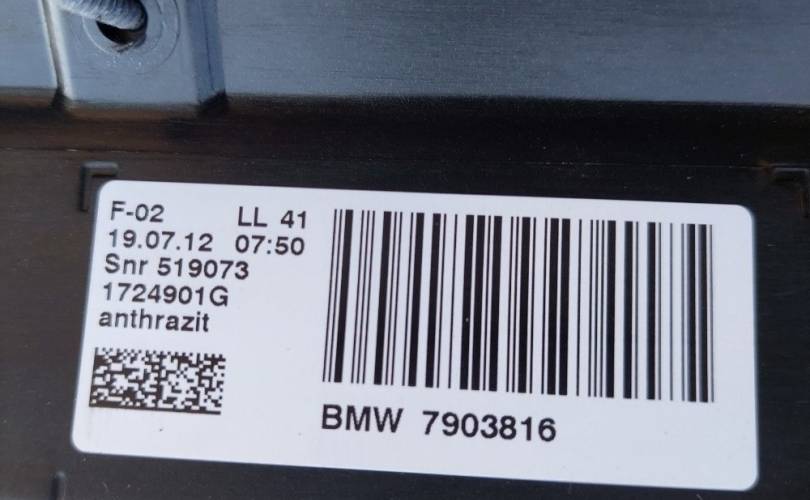 F-02 LL 41
19.07.12 07:50
Snr 519073
1724901G
anthrazit
BMW 7903816